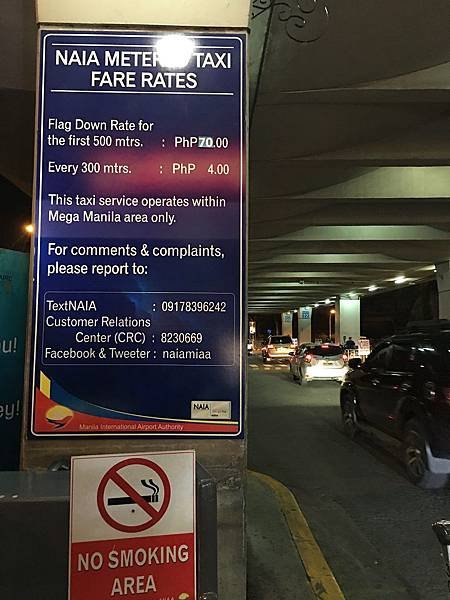 NAIA METERED TAXI
FARE RATES
Flag Down Rate for
the first 500 mtrs. : PhP 70.00
Every 300 mtrs. : PhP 4.00
This taxi service operates within
Mega Manila area only.
For comments & complaints,
please report to:
TextNAIA : 09178396242
Customer Relations
Center (CRC) : 8230669
Facebook & Tweeter : naiamiaa
NAIA
Manila International Airport Authority
NO SMOKING
AREA